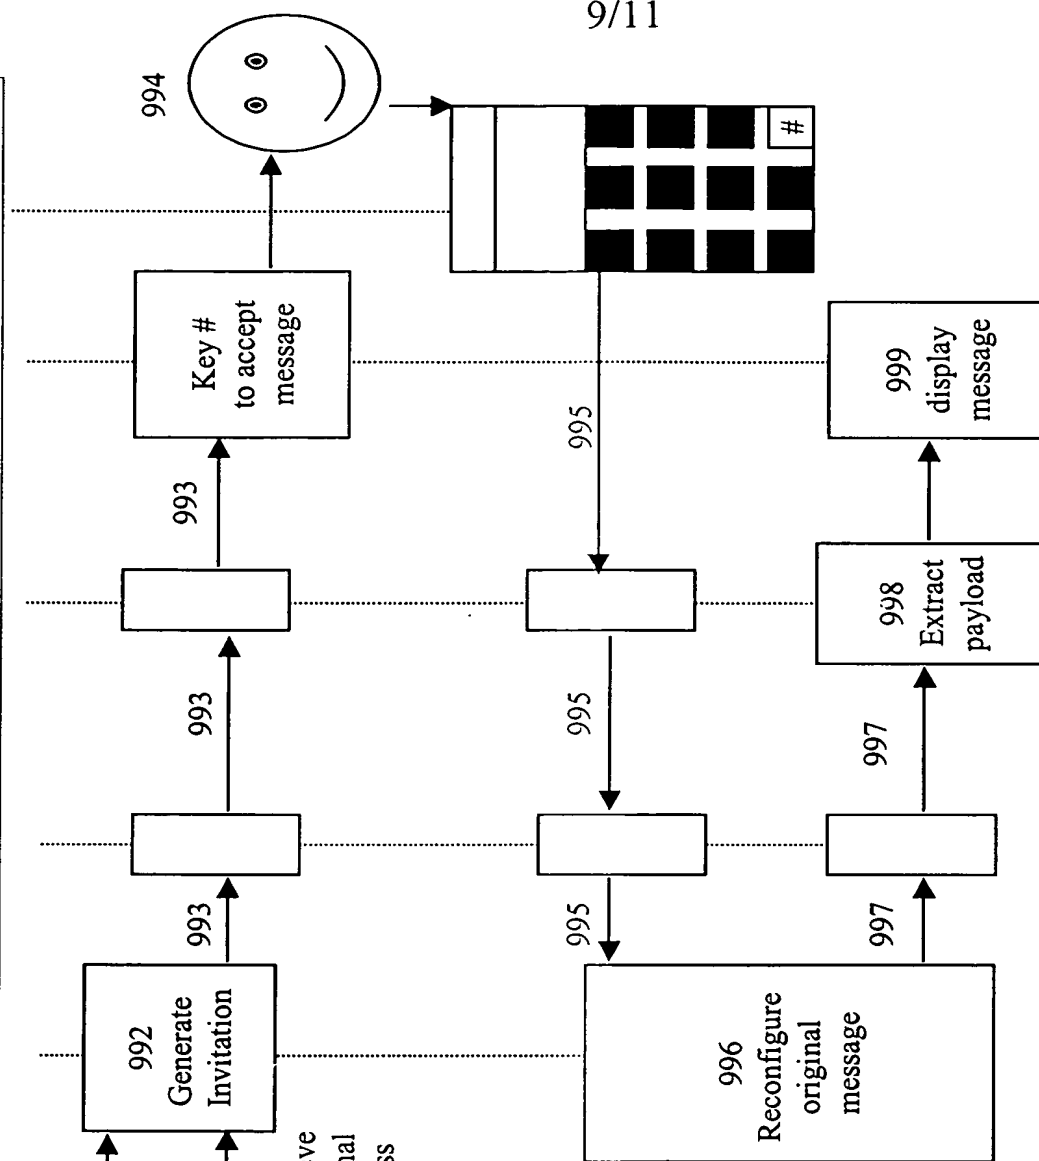 9/11
994
Key #
to accept
message
#
993
993
993
992
Generate
Invitation
995
995
995
999
display
message
998
Extract
payload
997
997
996
Reconfigure
original
message